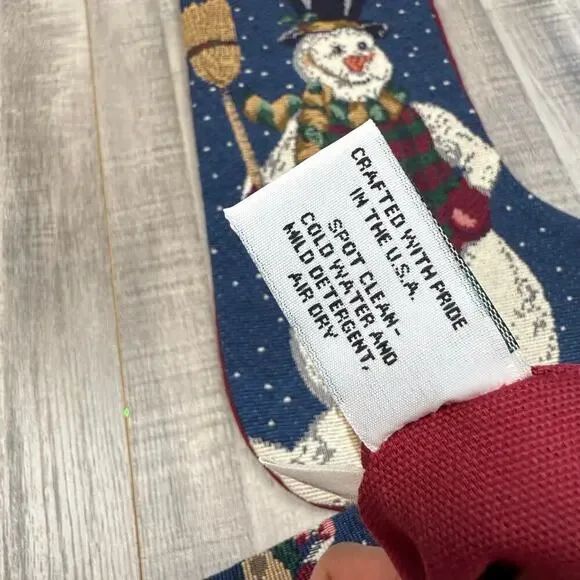 CRAFTED WITH PRIDE
IN THE U.S.A.
SPOT CLEAN-
COLD WATER AND
MILD DETERGENT,
AIR DRY